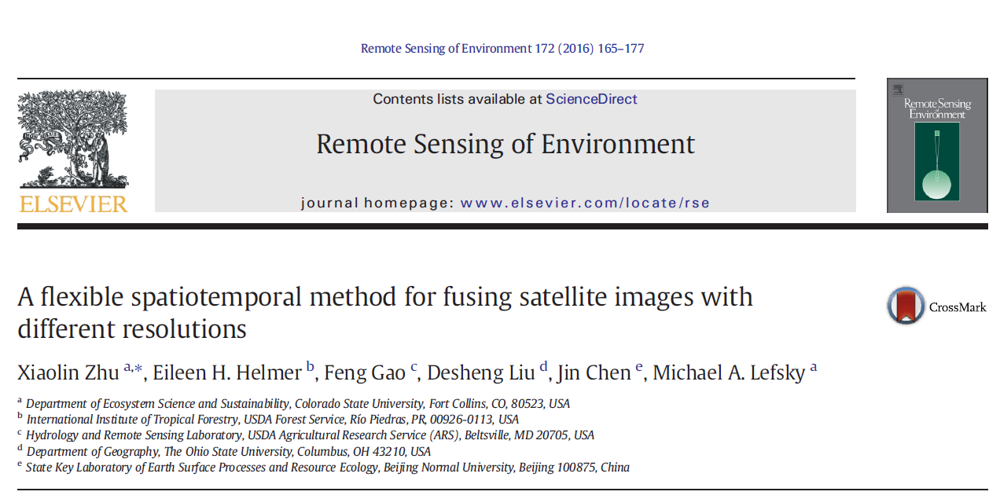 Remote Sensing of Environment 172 (2016) 165–177
Contents lists available at ScienceDirect
Remote Sensing of Environment
journal homepage: www.elsevier.com/locate/rse
ELSEVIER
Remote Sensing
of
Environment
A flexible spatiotemporal method for fusing satellite images with
different resolutions
CrossMark
Xiaolin Zhu a,*, Eileen H. Helmer b, Feng Gao c, Desheng Liu d, Jin Chen e, Michael A. Lefsky a
a Department of Ecosystem Science and Sustainability, Colorado State University, Fort Collins, CO, 80523, USA
b International Institute of Tropical Forestry, USDA Forest Service, Río Piedras, PR, 00926-0113, USA
c Hydrology and Remote Sensing Laboratory, USDA Agricultural Research Service (ARS), Beltsville, MD 20705, USA
d Department of Geography, The Ohio State University, Columbus, OH 43210, USA
e State Key Laboratory of Earth Surface Processes and Resource Ecology, Beijing Normal University, Beijing 100875, China